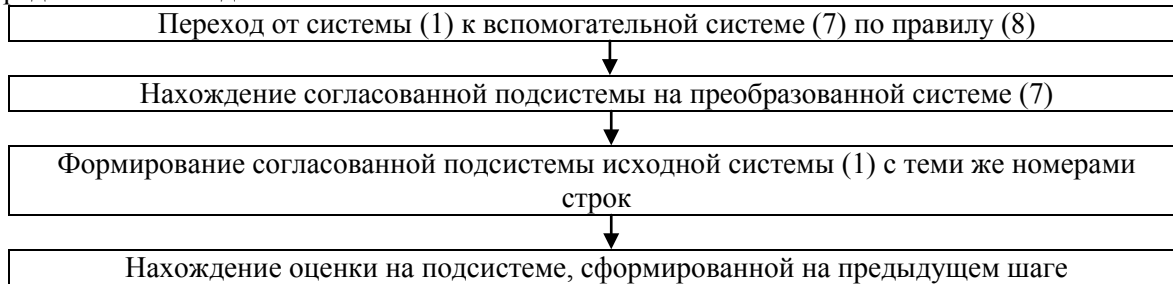 Переход от системы (1) к вспомогательной системе (7) по правилу (8)
Нахождение согласованной подсистемы на преобразованной системе (7)
Формирование согласованной подсистемы исходной системы (1) с теми же номерами
строк
Нахождение оценки на подсистеме, сформированной на предыдущем шаге